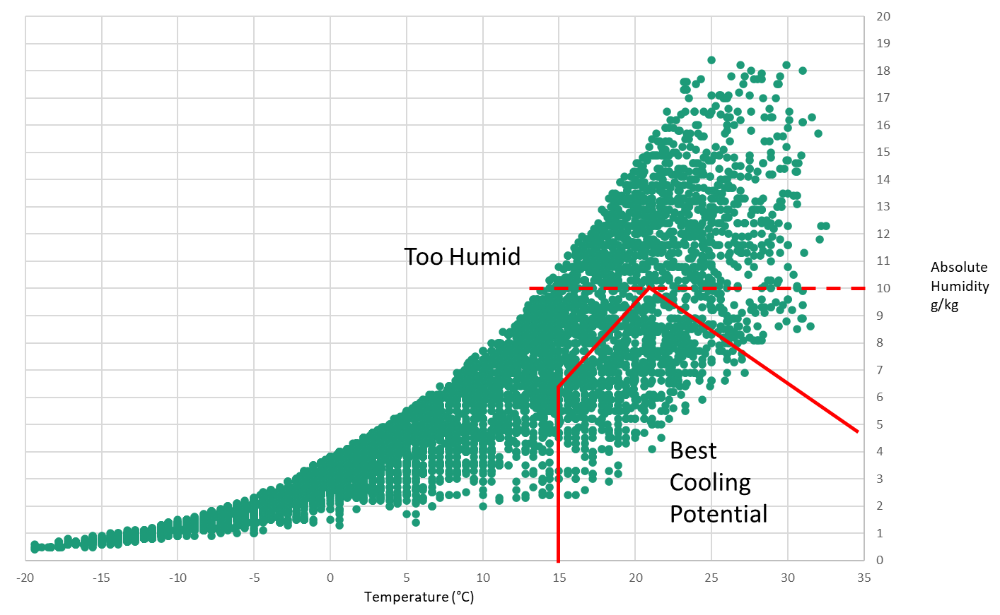 20
19
18
17
16
15
14
13
12
11
10
9
8
7
6
5
4
3
2
1
0
Too Humid
Absolute
Humidity
g/kg
Best
Cooling
Potential
-20 -15 -10 -5 0 5 10 15 20 25 30 35
Temperature (°C)